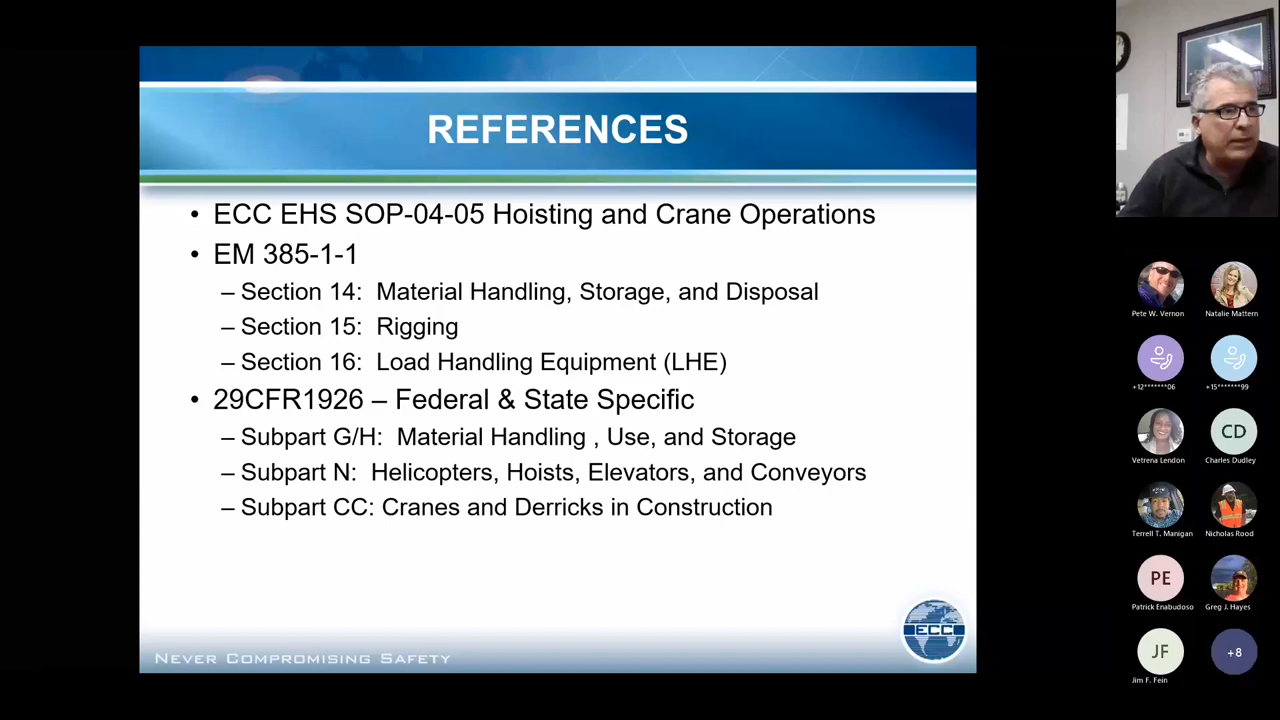 REFERENCES
• ECC EHS SOP-04-05 Hoisting and Crane Operations
• EM 385-1-1
– Section 14: Material Handling, Storage, and Disposal
– Section 15: Rigging
– Section 16: Load Handling Equipment (LHE)
• 29CFR1926 – Federal & State Specific
– Subpart G/H: Material Handling , Use, and Storage
– Subpart N: Helicopters, Hoists, Elevators, and Conveyors
– Subpart CC: Cranes and Derricks in Construction
ECC
NEVER COMPROMISING SAFETY
Pete W. Vernon
Natalie Mattern
+12*******06
+15*******99
Vetrena Lendon
CD
Charles Dudley
Terrell T. Manigan
Nicholas Rood
PE
Patrick Enabudoso
Greg J. Hayes
JF
Jim F. Fein
+8